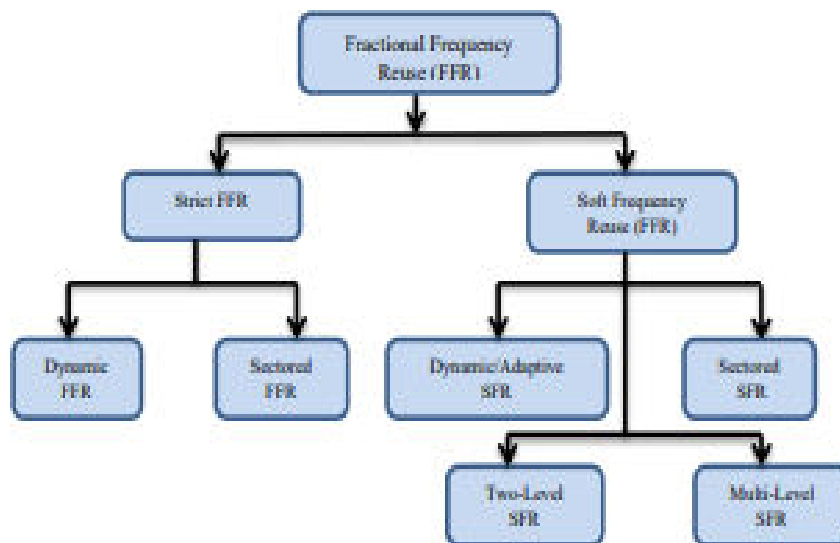 Fractional Frequency
Reuse (FFR)
Strict FFR
Soft Frequency
Reuse (FFR)
Dynamic
FFR
Sectored
FFR
Dynamic/Adaptive
SFR
Sectored
SFR
Two-Level
SFR
Multi-Level
SFR